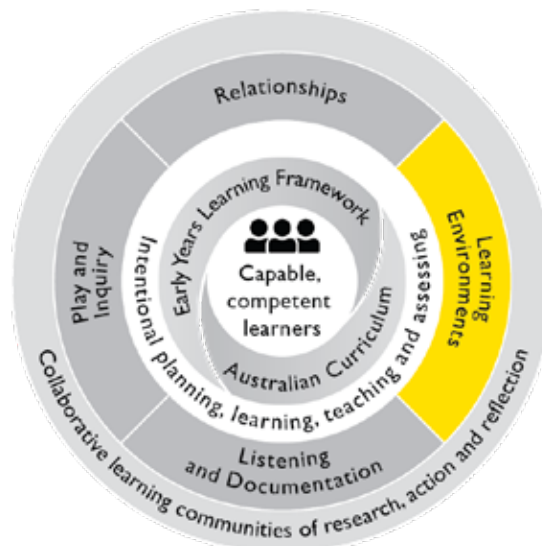 Relationships
Learning
Environments
Listening
and Documentation
Play and
Inquiry
Early Years Learning Framework
Australian Curriculum
Capable,
competent
learners
Intentional planning, learning, teaching and assessing
Collaborative learning communities of research, action and reflection